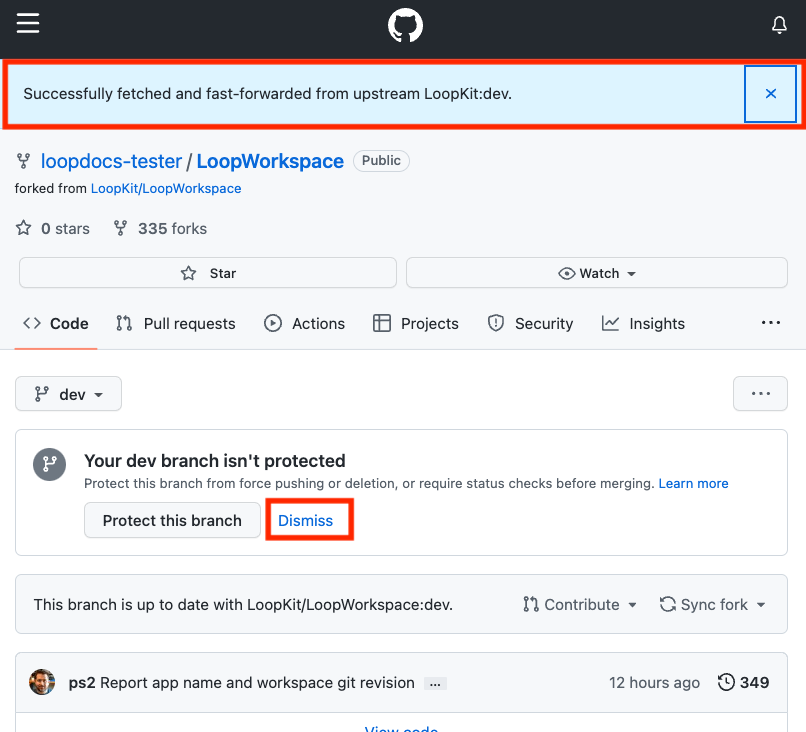 Successfully fetched and fast-forwarded from upstream LoopKit:dev.
loopdocs-tester / LoopWorkspace Public
forked from LoopKit/LoopWorkspace
0 stars 335 forks
Star Watch
Code Pull requests Actions Projects Security Insights
dev
Your dev branch isn't protected
Protect this branch from force pushing or deletion, or require status checks before merging. Learn more
Protect this branch Dismiss
This branch is up to date with LoopKit/LoopWorkspace:dev. Contribute Sync fork
ps2 Report app name and workspace git revision ... 12 hours ago 349
View code